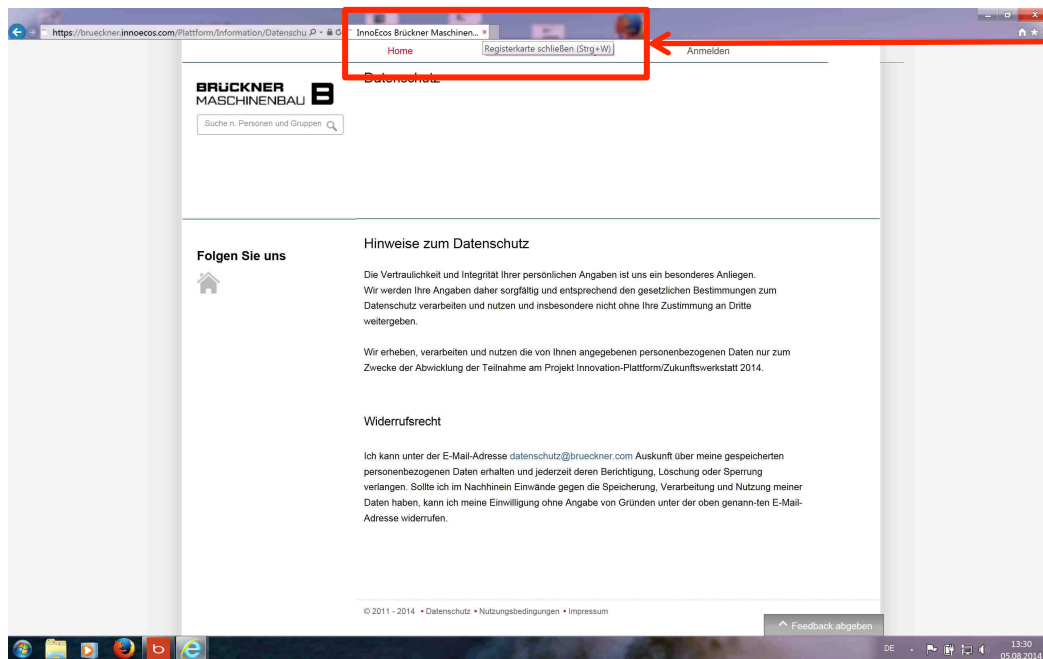 https://brueckner.innoecos.com/Plattform/Information/Datenschu
InnoEcos Brückner Maschinen...
Home
Registerkarte schließen (Strg+W)
Anmelden
Datenschutz
BRÜCKNER
MASCHINENBAU
Suche n. Personen und Gruppen
Folgen Sie uns
Hinweise zum Datenschutz
Die Vertraulichkeit und Integrität Ihrer persönlichen Angaben ist uns ein besonderes Anliegen.
Wir werden Ihre Angaben daher sorgfältig und entsprechend den gesetzlichen Bestimmungen zum
Datenschutz verarbeiten und nutzen und insbesondere nicht ohne Ihre Zustimmung an Dritte
weitergeben.
Wir erheben, verarbeiten und nutzen die von Ihnen angegebenen personenbezogenen Daten nur zum
Zwecke der Abwicklung der Teilnahme am Projekt Innovation-Plattform/Zukunftswerkstatt 2014.
Widerrufsrecht
Ich kann unter der E-Mail-Adresse datenschutz@brueckner.com Auskunft über meine gespeicherten
personenbezogenen Daten erhalten und jederzeit deren Berichtigung, Löschung oder Sperrung
verlangen. Sollte ich im Nachhinein Einwände gegen die Speicherung, Verarbeitung und Nutzung meiner
Daten haben, kann ich meine Einwilligung ohne Angabe von Gründen unter der oben genann-ten E-Mail-
Adresse widerrufen.
© 2011 - 2014 • Datenschutz • Nutzungsbedingungen • Impressum
Feedback abgeben
DE
13:30
05.08.2014